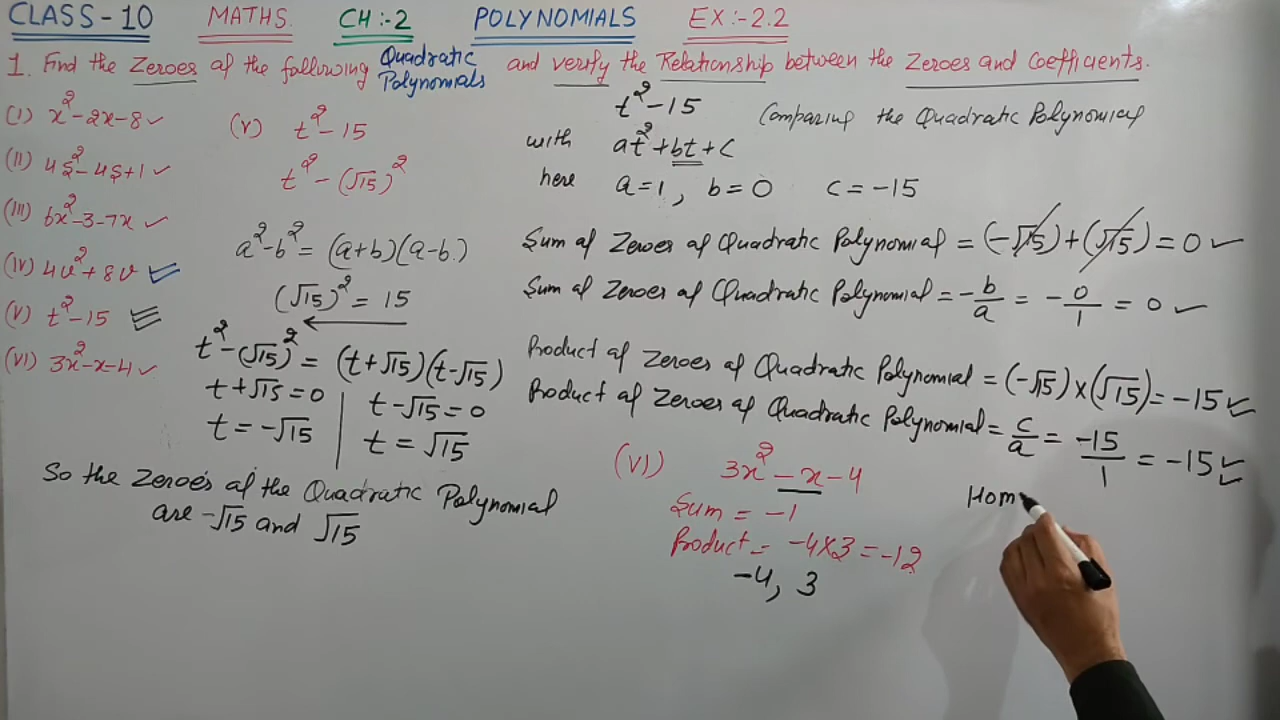 CLASS-10 MATHS. CH:-2 POLYNOMIALS EX:-2.2
1. Find the Zeroes of the following Quadratic Polynomials and verify the Relationship between the Zeroes and Coefficients.
(I) x²-2x-8 ✓
(II) 4s²-4s+1 ✓
(III) 6x²-3-7x ✓
(IV) 4u²+8u
(V) t²-15
(VI) 3x²-x-4 ✓
(V) t²-15
t²-(√15)²
a²-b²=(a+b)(a-b)
(√15)²=15
t²-(√15)²=(t+√15)(t-√15)
t+√15=0 | t-√15=0
t=-√15 | t=√15
So the Zeroes of the Quadratic Polynomial
are -√15 and √15
t²-15 Comparing the Quadratic Polynomial
with at²+bt+c
here a=1, b=0 c=-15
Sum of Zeroes of Quadratic Polynomial = (-√15)+(√15)=0 ✓
Sum of Zeroes of Quadratic Polynomial = -b/a = -0/1 = 0 ✓
Product of Zeroes of Quadratic Polynomial = (-√15)×(√15)=-15 ✓
Product of Zeroes of Quadratic Polynomial = c/a = -15/1 = -15 ✓
(VI) 3x²-x-4
Sum = -1
Product = -4×3=-12
-4, 3
Hom